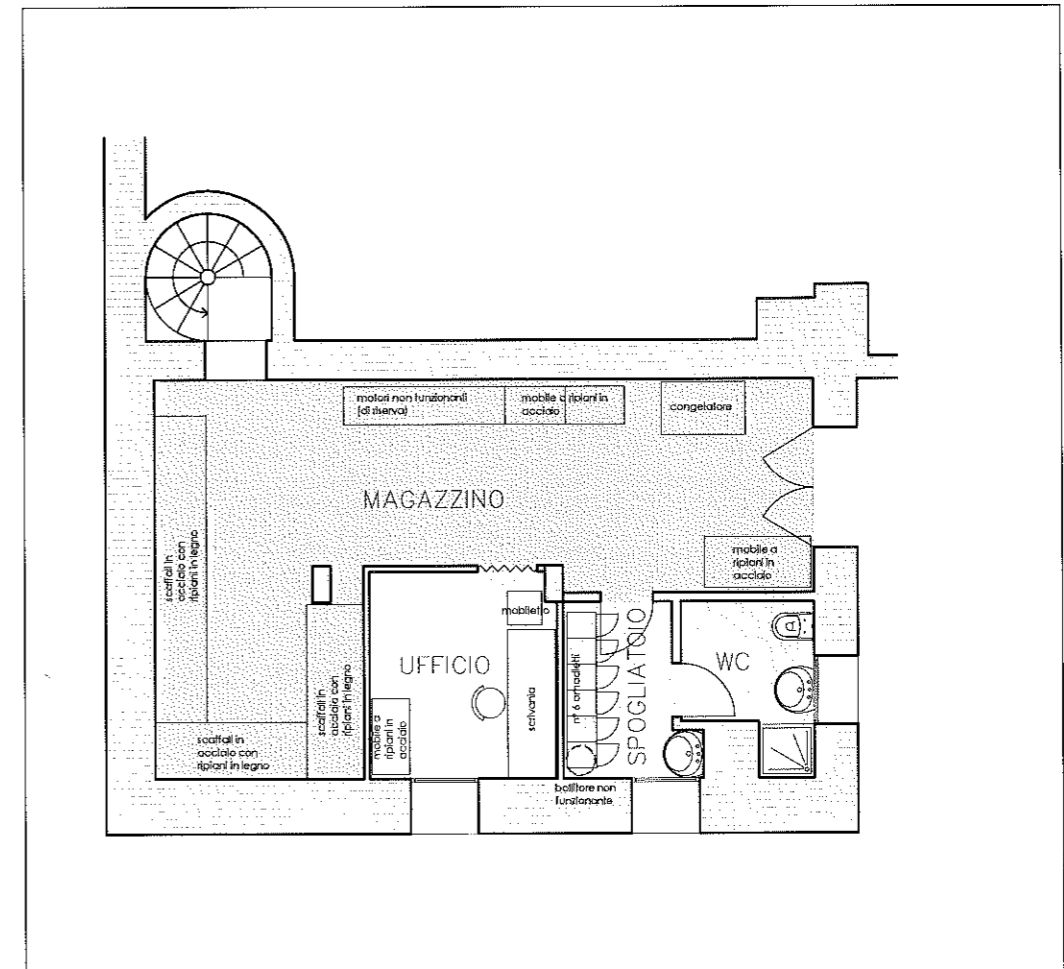 motori non funzionanti
(di riserva)
mobile a ripiani in
acciaio
congelatore
MAGAZZINO
scaffali in
acciaio con
ripiani in legno
mobile a
ripiani in
acciaio
mobiletto
UFFICIO
scrivania
mobile a
ripiani in
acciaio
scaffali in
acciaio con
ripiani in legno
scaffali in
acciaio con
ripiani in legno
n° 6 armadietti
SPOGLIATOIO
WC
bollitore non
funzionante